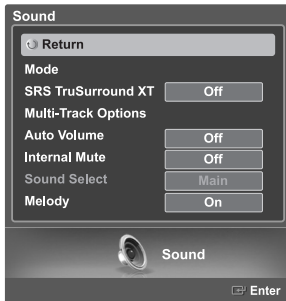 Sound
Return
Mode
SRS TruSurround XT Off
Multi-Track Options
Auto Volume Off
Internal Mute Off
Sound Select Main
Melody On
Sound
Enter